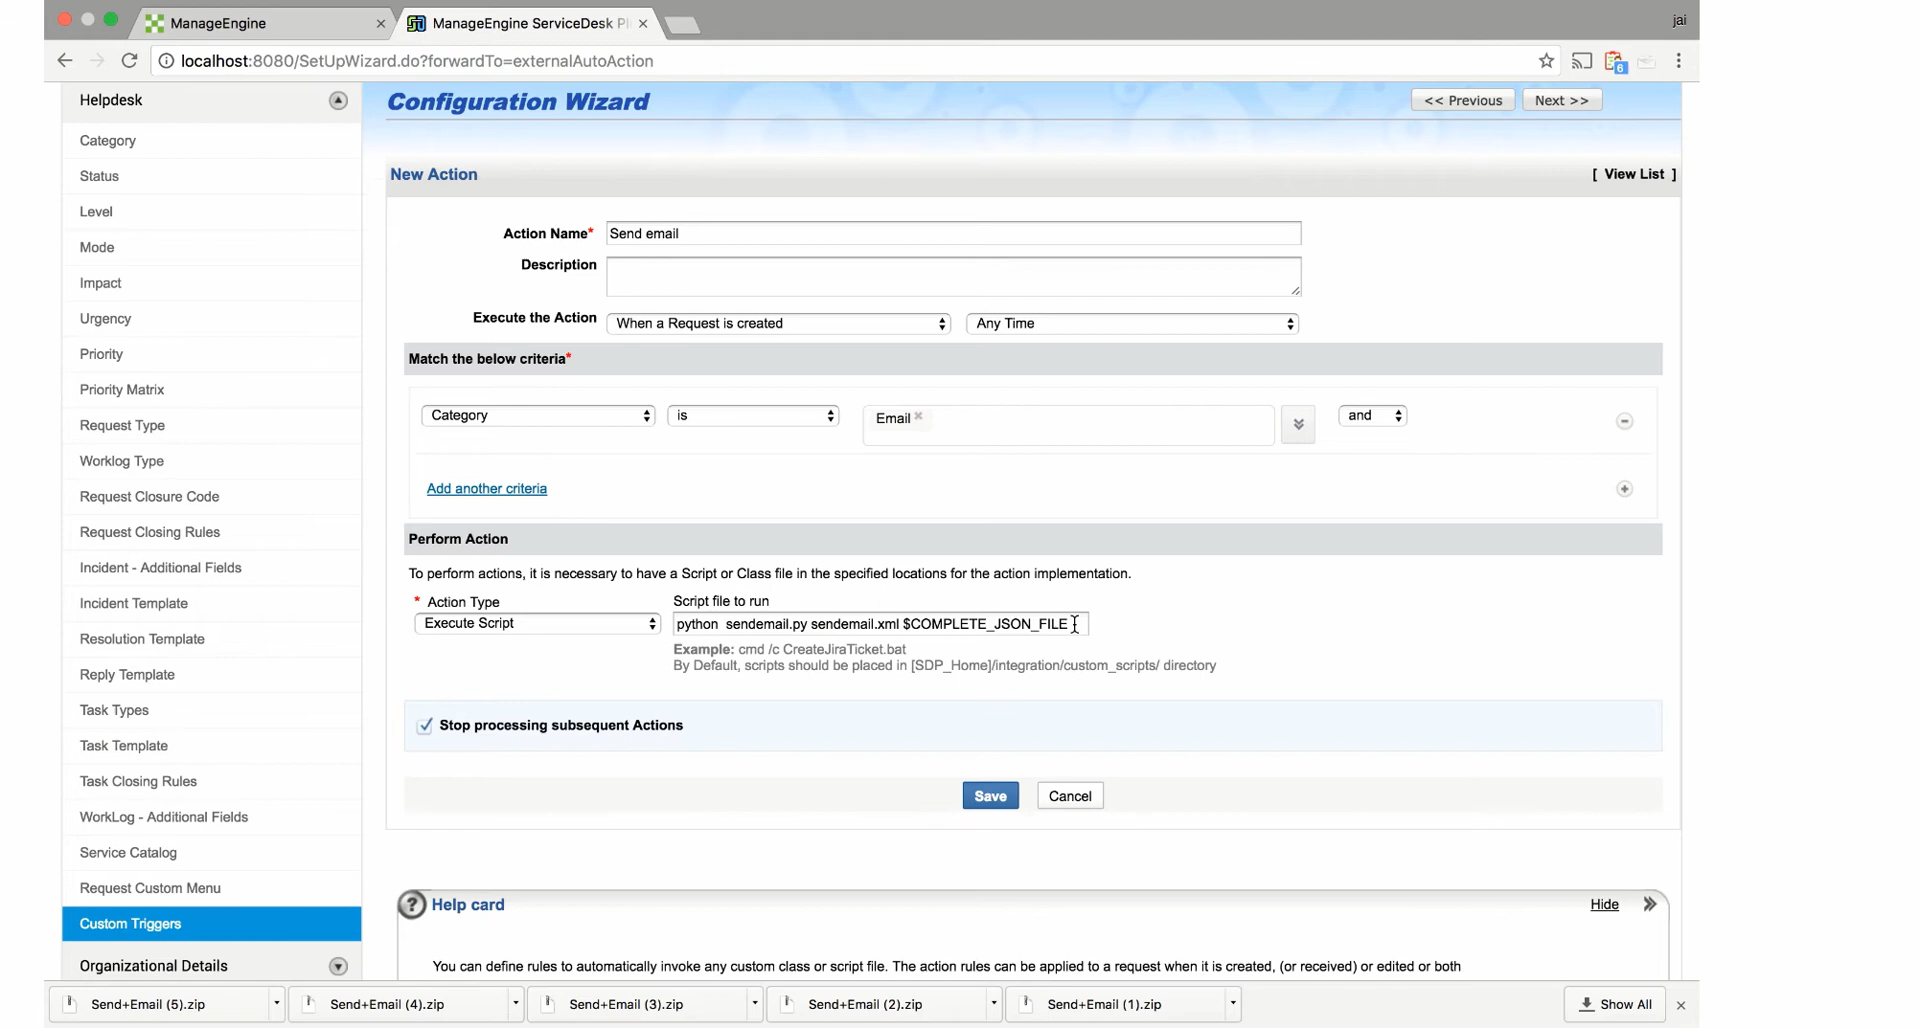 ManageEngine
ManageEngine ServiceDesk Pl
jai
localhost:8080/SetUpWizard.do?forwardTo=externalAutoAction
6
Helpdesk
Category
Status
Level
Mode
Impact
Urgency
Priority
Priority Matrix
Request Type
Worklog Type
Request Closure Code
Request Closing Rules
Incident - Additional Fields
Incident Template
Resolution Template
Reply Template
Task Types
Task Template
Task Closing Rules
WorkLog - Additional Fields
Service Catalog
Request Custom Menu
Custom Triggers
Organizational Details
Configuration Wizard
<< Previous
Next >>
New Action
[ View List ]
Action Name* Send email
Description
Execute the Action When a Request is created Any Time
Match the below criteria*
Category is Email and
Add another criteria
Perform Action
To perform actions, it is necessary to have a Script or Class file in the specified locations for the action implementation.
* Action Type
Script file to run
Execute Script
python sendemail.py sendemail.xml $COMPLETE_JSON_FILE
Example: cmd /c CreateJiraTicket.bat
By Default, scripts should be placed in [SDP_Home]/integration/custom_scripts/ directory
Stop processing subsequent Actions
Save
Cancel
? Help card
Hide
You can define rules to automatically invoke any custom class or script file. The action rules can be applied to a request when it is created, (or received) or edited or both
Send+Email (5).zip
Send+Email (4).zip
Send+Email (3).zip
Send+Email (2).zip
Send+Email (1).zip
Show All